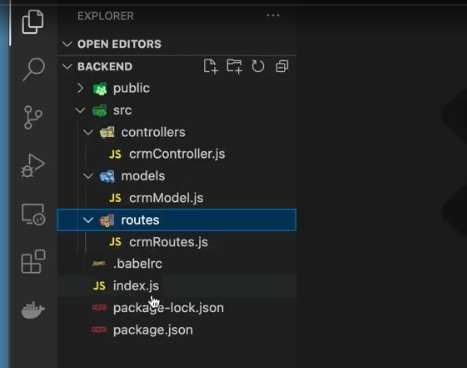 EXPLORER
OPEN EDITORS
BACKEND
public
src
controllers
JS crmController.js
models
JS crmModel.js
routes
JS crmRoutes.js
.babelrc
JS index.js
package-lock.json
package.json